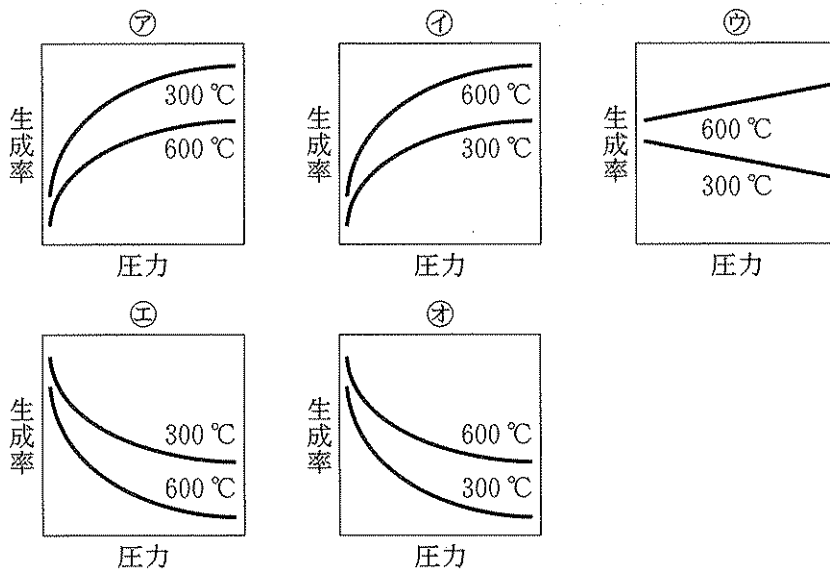 ㋐
生成率
300 ℃
600 ℃
圧力
㋑
生成率
600 ℃
300 ℃
圧力
㋒
生成率
600 ℃
300 ℃
圧力
㋓
生成率
300 ℃
600 ℃
圧力
㋔
生成率
600 ℃
300 ℃
圧力